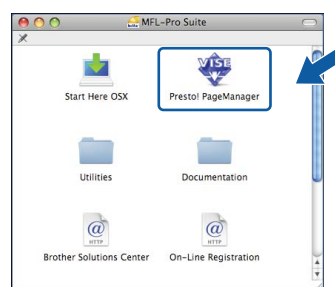 MFL-Pro Suite
VISE
Start Here OSX
Presto! PageManager
Utilities
Documentation
@
HTTP
@
HTTP
Brother Solutions Center
On-Line Registration